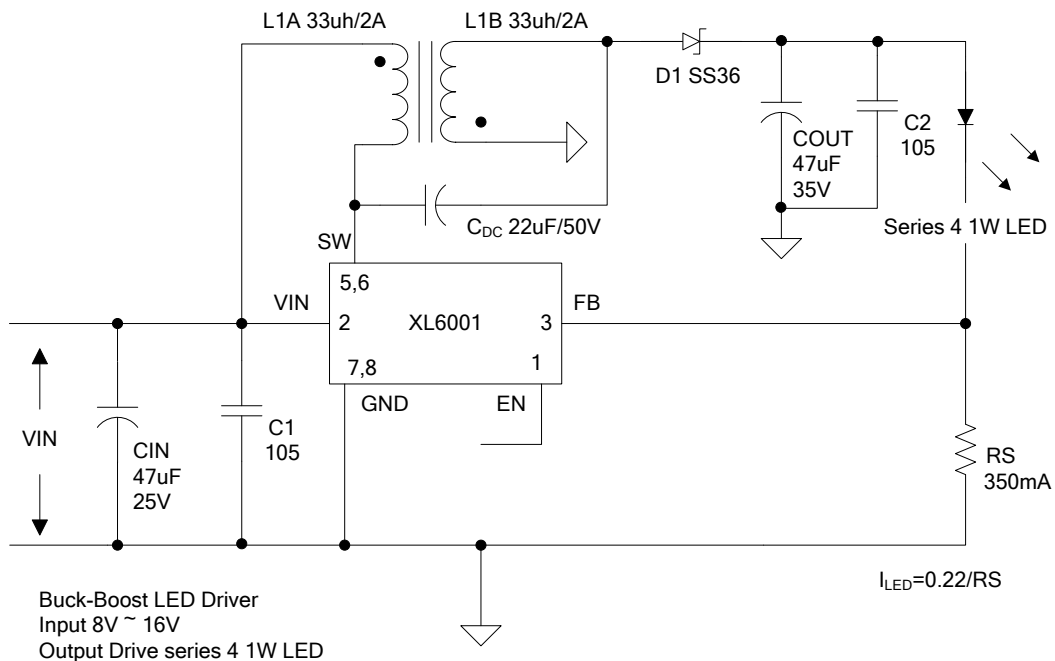 L1A 33uh/2A
L1B 33uh/2A
D1 SS36
COUT
47uF
35V
C2
105
CDC 22uF/50V
Series 4 1W LED
SW
5,6
VIN
2
XL6001
3
FB
1
7,8
GND
EN
VIN
CIN
47uF
25V
C1
105
RS
350mA
ILED=0.22/RS
Buck-Boost LED Driver
Input 8V ~ 16V
Output Drive series 4 1W LED